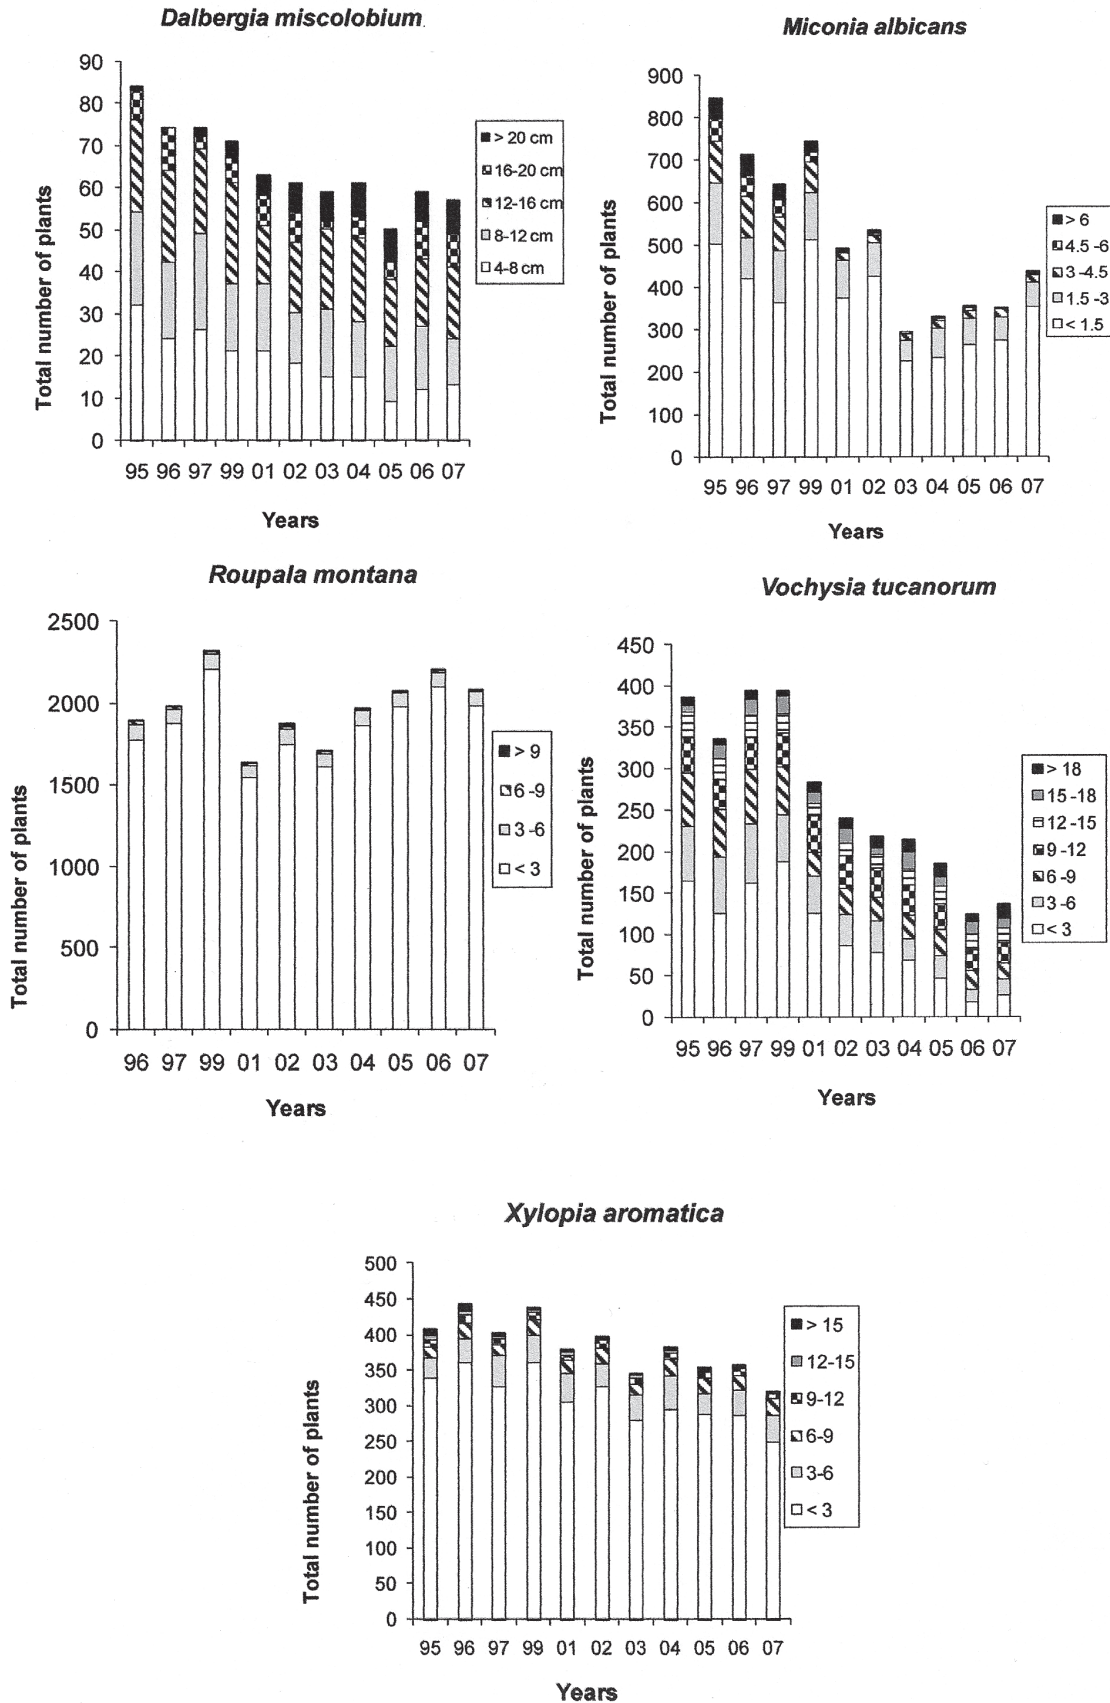 Dalbergia miscolobium
Total number of plants
90
80
70
60
50
40
30
20
10
0
95 96 97 99 01 02 03 04 05 06 07
Years
> 20 cm
16-20 cm
12-16 cm
8-12 cm
4-8 cm
Miconia albicans
Total number of plants
900
800
700
600
500
400
300
200
100
0
95 96 97 99 01 02 03 04 05 06 07
Years
> 6
4.5 -6
3 -4.5
1.5 -3
< 1.5
Roupala montana
Total number of plants
2500
2000
1500
1000
500
0
96 97 99 01 02 03 04 05 06 07
Years
> 9
6 -9
3 -6
< 3
Vochysia tucanorum
Total number of plants
450
400
350
300
250
200
150
100
50
0
95 96 97 99 01 02 03 04 05 06 07
Years
> 18
15 -18
12 -15
9 -12
6 -9
3 -6
< 3
Xylopia aromatica
Total number of plants
500
450
400
350
300
250
200
150
100
50
0
95 96 97 99 01 02 03 04 05 06 07
Years
> 15
12-15
9-12
6-9
3-6
< 3